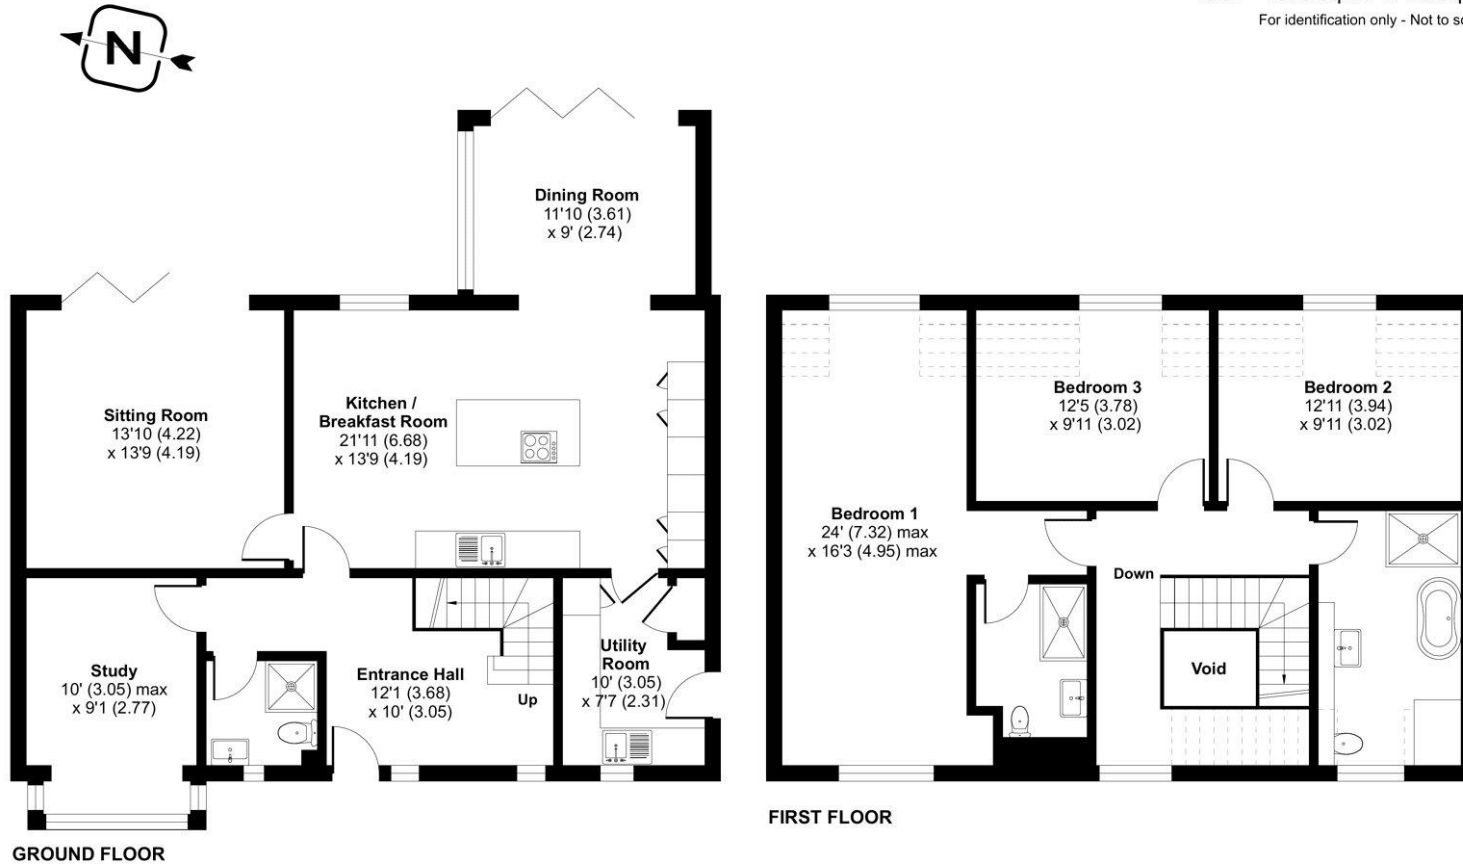 For identification only - Not to
N
Dining Room
11'10 (3.61)
x 9' (2.74)
Sitting Room
13'10 (4.22)
x 13'9 (4.19)
Kitchen /
Breakfast Room
21'11 (6.68)
x 13'9 (4.19)
Bedroom 3
12'5 (3.78)
x 9'11 (3.02)
Bedroom 2
12'11 (3.94)
x 9'11 (3.02)
Bedroom 1
24' (7.32) max
x 16'3 (4.95) max
Down
Study
10' (3.05) max
x 9'1 (2.77)
Entrance Hall
12'1 (3.68)
x 10' (3.05)
Up
Utility
Room
10' (3.05)
x 7'7 (2.31)
Void
FIRST FLOOR
GROUND FLOOR